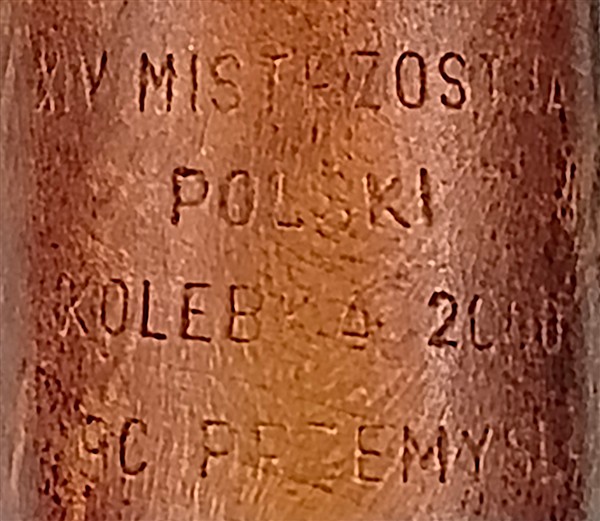 XIV MISTRZOSTWA
POLSKI
KOLEBKA 2000
PRZEMYSL